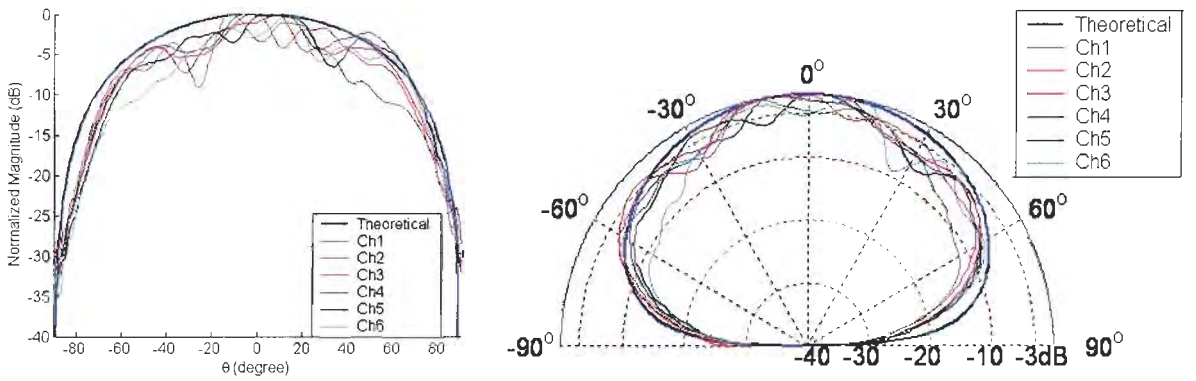 0
-5
-10
-15
-20
-25
-30
-35
-40
Normalized Magnitude (dB)
-80 -60 -40 -20 0 20 40 60
θ (degree)
Theoretical
Ch1
Ch2
Ch3
Ch4
Ch5
Ch6
0°
-30° 30°
-60° 60°
-90° -40 -30 -20 -10 -3dB 90°
Theoretical
Ch1
Ch2
Ch3
Ch4
Ch5
Ch6